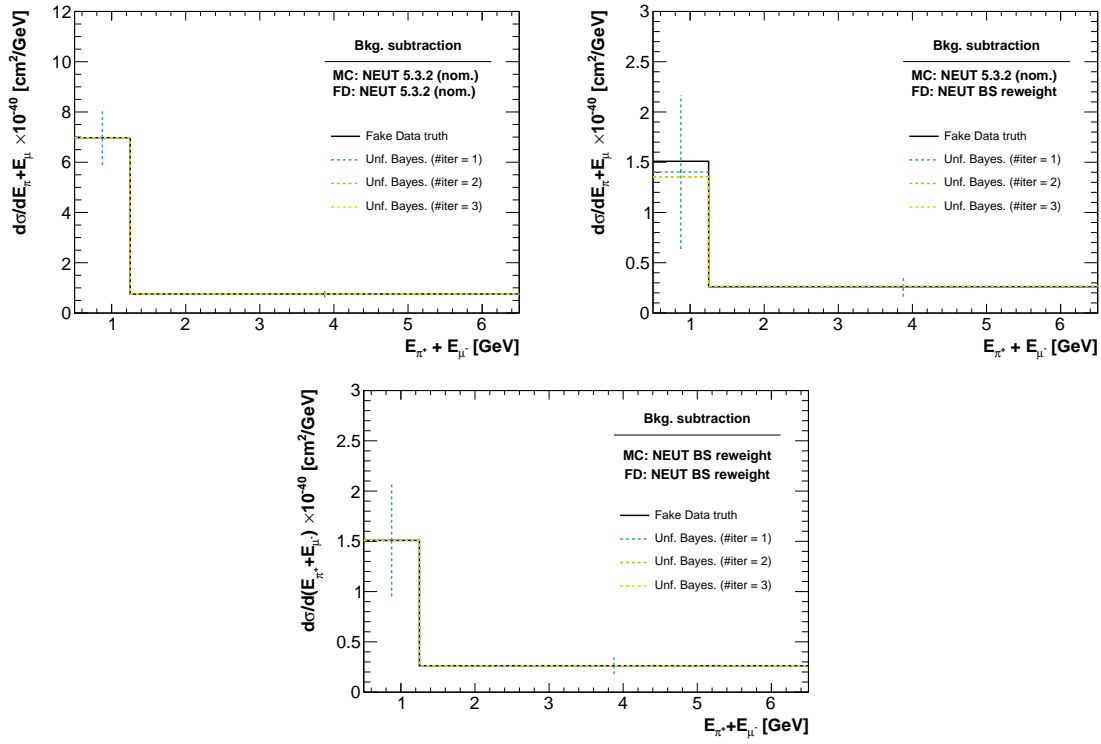 dσ/dE_π+E_μ ×10^-40 [cm^2/GeV]
12
10
8
6
4
2
0
Bkg. subtraction
MC: NEUT 5.3.2 (nom.)
FD: NEUT 5.3.2 (nom.)
Fake Data truth
Unf. Bayes. (#iter = 1)
Unf. Bayes. (#iter = 2)
Unf. Bayes. (#iter = 3)
1 2 3 4 5 6
E_π+ + E_μ- [GeV]
dσ/dE_π+E_μ ×10^-40 [cm^2/GeV]
3
2.5
2
1.5
1
0.5
0
Bkg. subtraction
MC: NEUT 5.3.2 (nom.)
FD: NEUT BS reweight
Fake Data truth
Unf. Bayes. (#iter = 1)
Unf. Bayes. (#iter = 2)
Unf. Bayes. (#iter = 3)
1 2 3 4 5 6
E_π+ + E_μ- [GeV]
dσ/d(E_π+ +E_μ-) ×10^-40 [cm^2/GeV]
3
2.5
2
1.5
1
0.5
0
Bkg. subtraction
MC: NEUT BS reweight
FD: NEUT BS reweight
Fake Data truth
Unf. Bayes. (#iter = 1)
Unf. Bayes. (#iter = 2)
Unf. Bayes. (#iter = 3)
1 2 3 4 5 6
E_π+ +E_μ- [GeV]